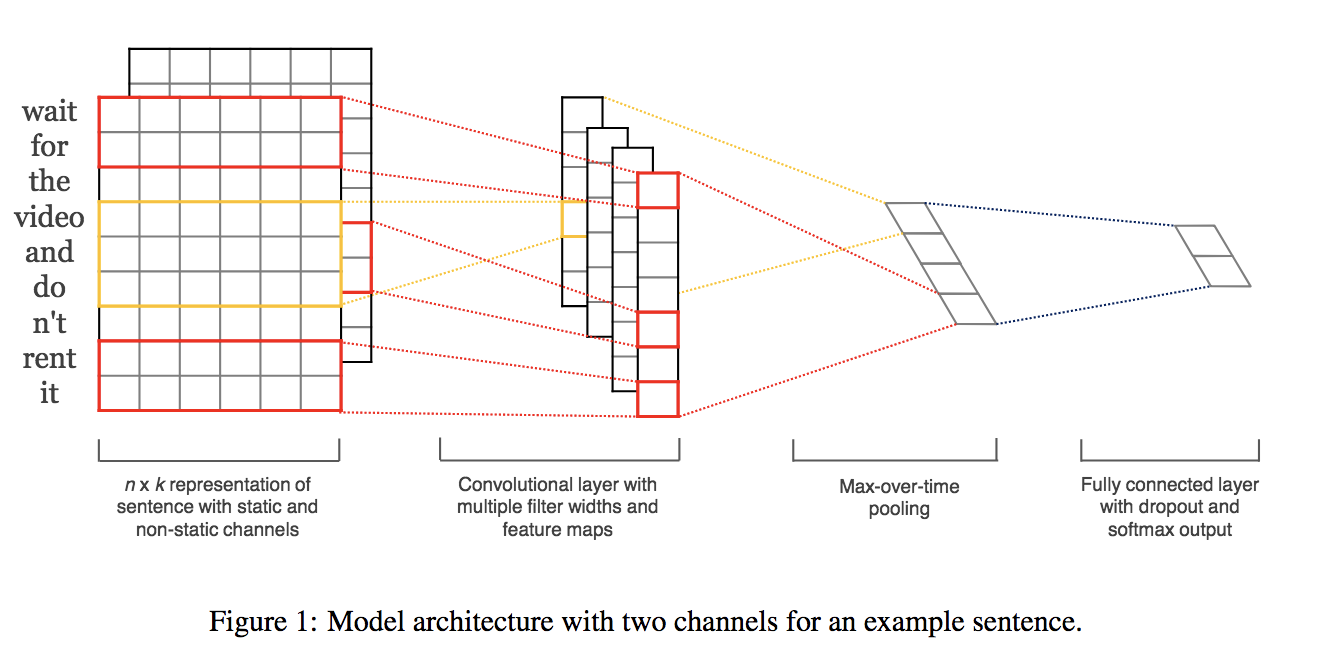 wait
for
the
video
and
do
n't
rent
it
n x k representation of
sentence with static and
non-static channels
Convolutional layer with
multiple filter widths and
feature maps
Max-over-time
pooling
Fully connected layer
with dropout and
softmax output
Figure 1: Model architecture with two channels for an example sentence.